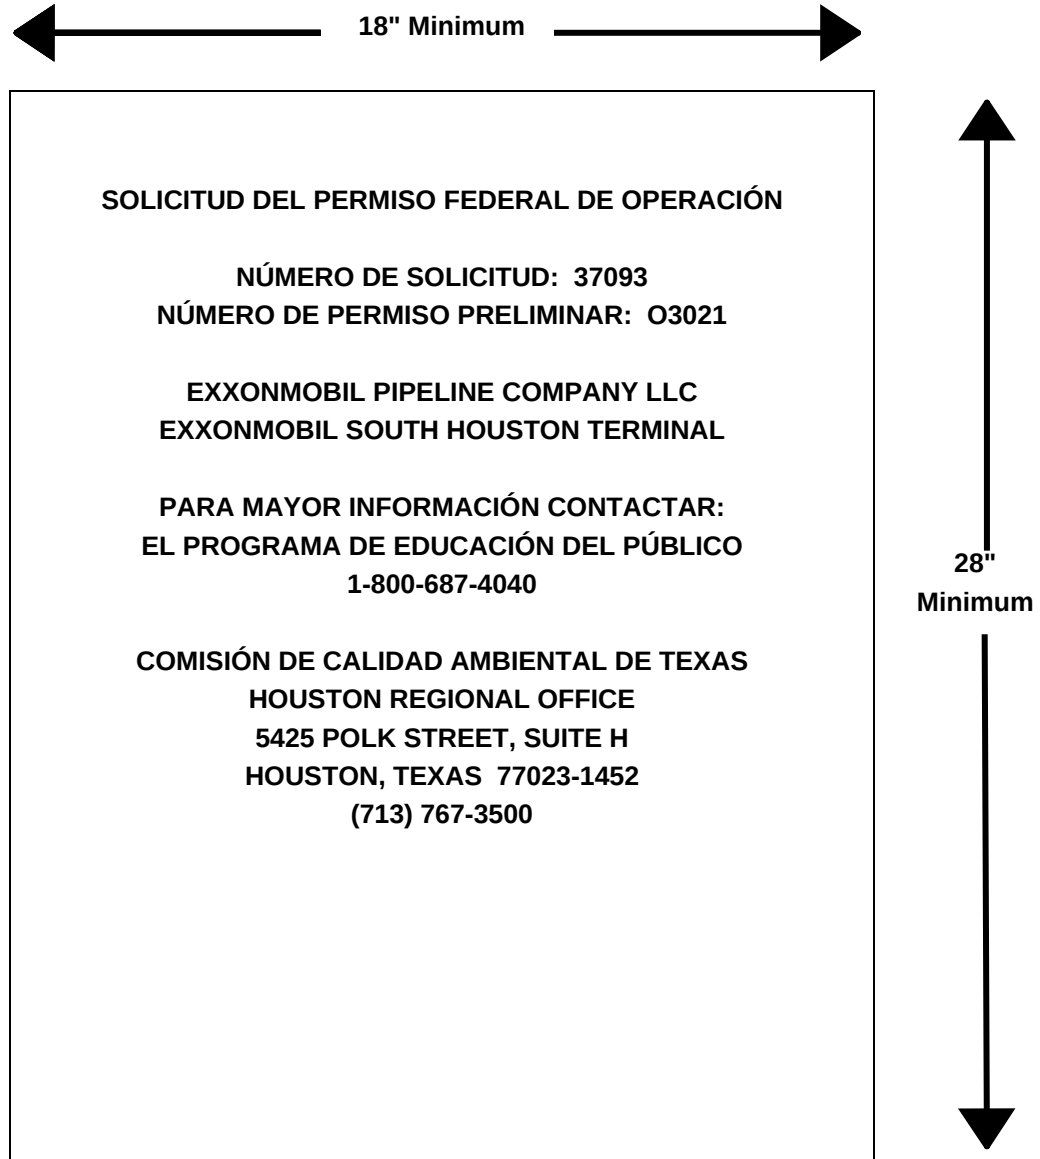 18" Minimum
SOLICITUD DEL PERMISO FEDERAL DE OPERACIÓN
NÚMERO DE SOLICITUD:  37093
NÚMERO DE PERMISO PRELIMINAR:  O3021
EXXONMOBIL PIPELINE COMPANY LLC
EXXONMOBIL SOUTH HOUSTON TERMINAL
PARA MAYOR INFORMACIÓN CONTACTAR:
EL PROGRAMA DE EDUCACIÓN DEL PÚBLICO
1-800-687-4040
COMISIÓN DE CALIDAD AMBIENTAL DE TEXAS
HOUSTON REGIONAL OFFICE
5425 POLK STREET, SUITE H
HOUSTON, TEXAS  77023-1452
(713) 767-3500
28"
Minimum